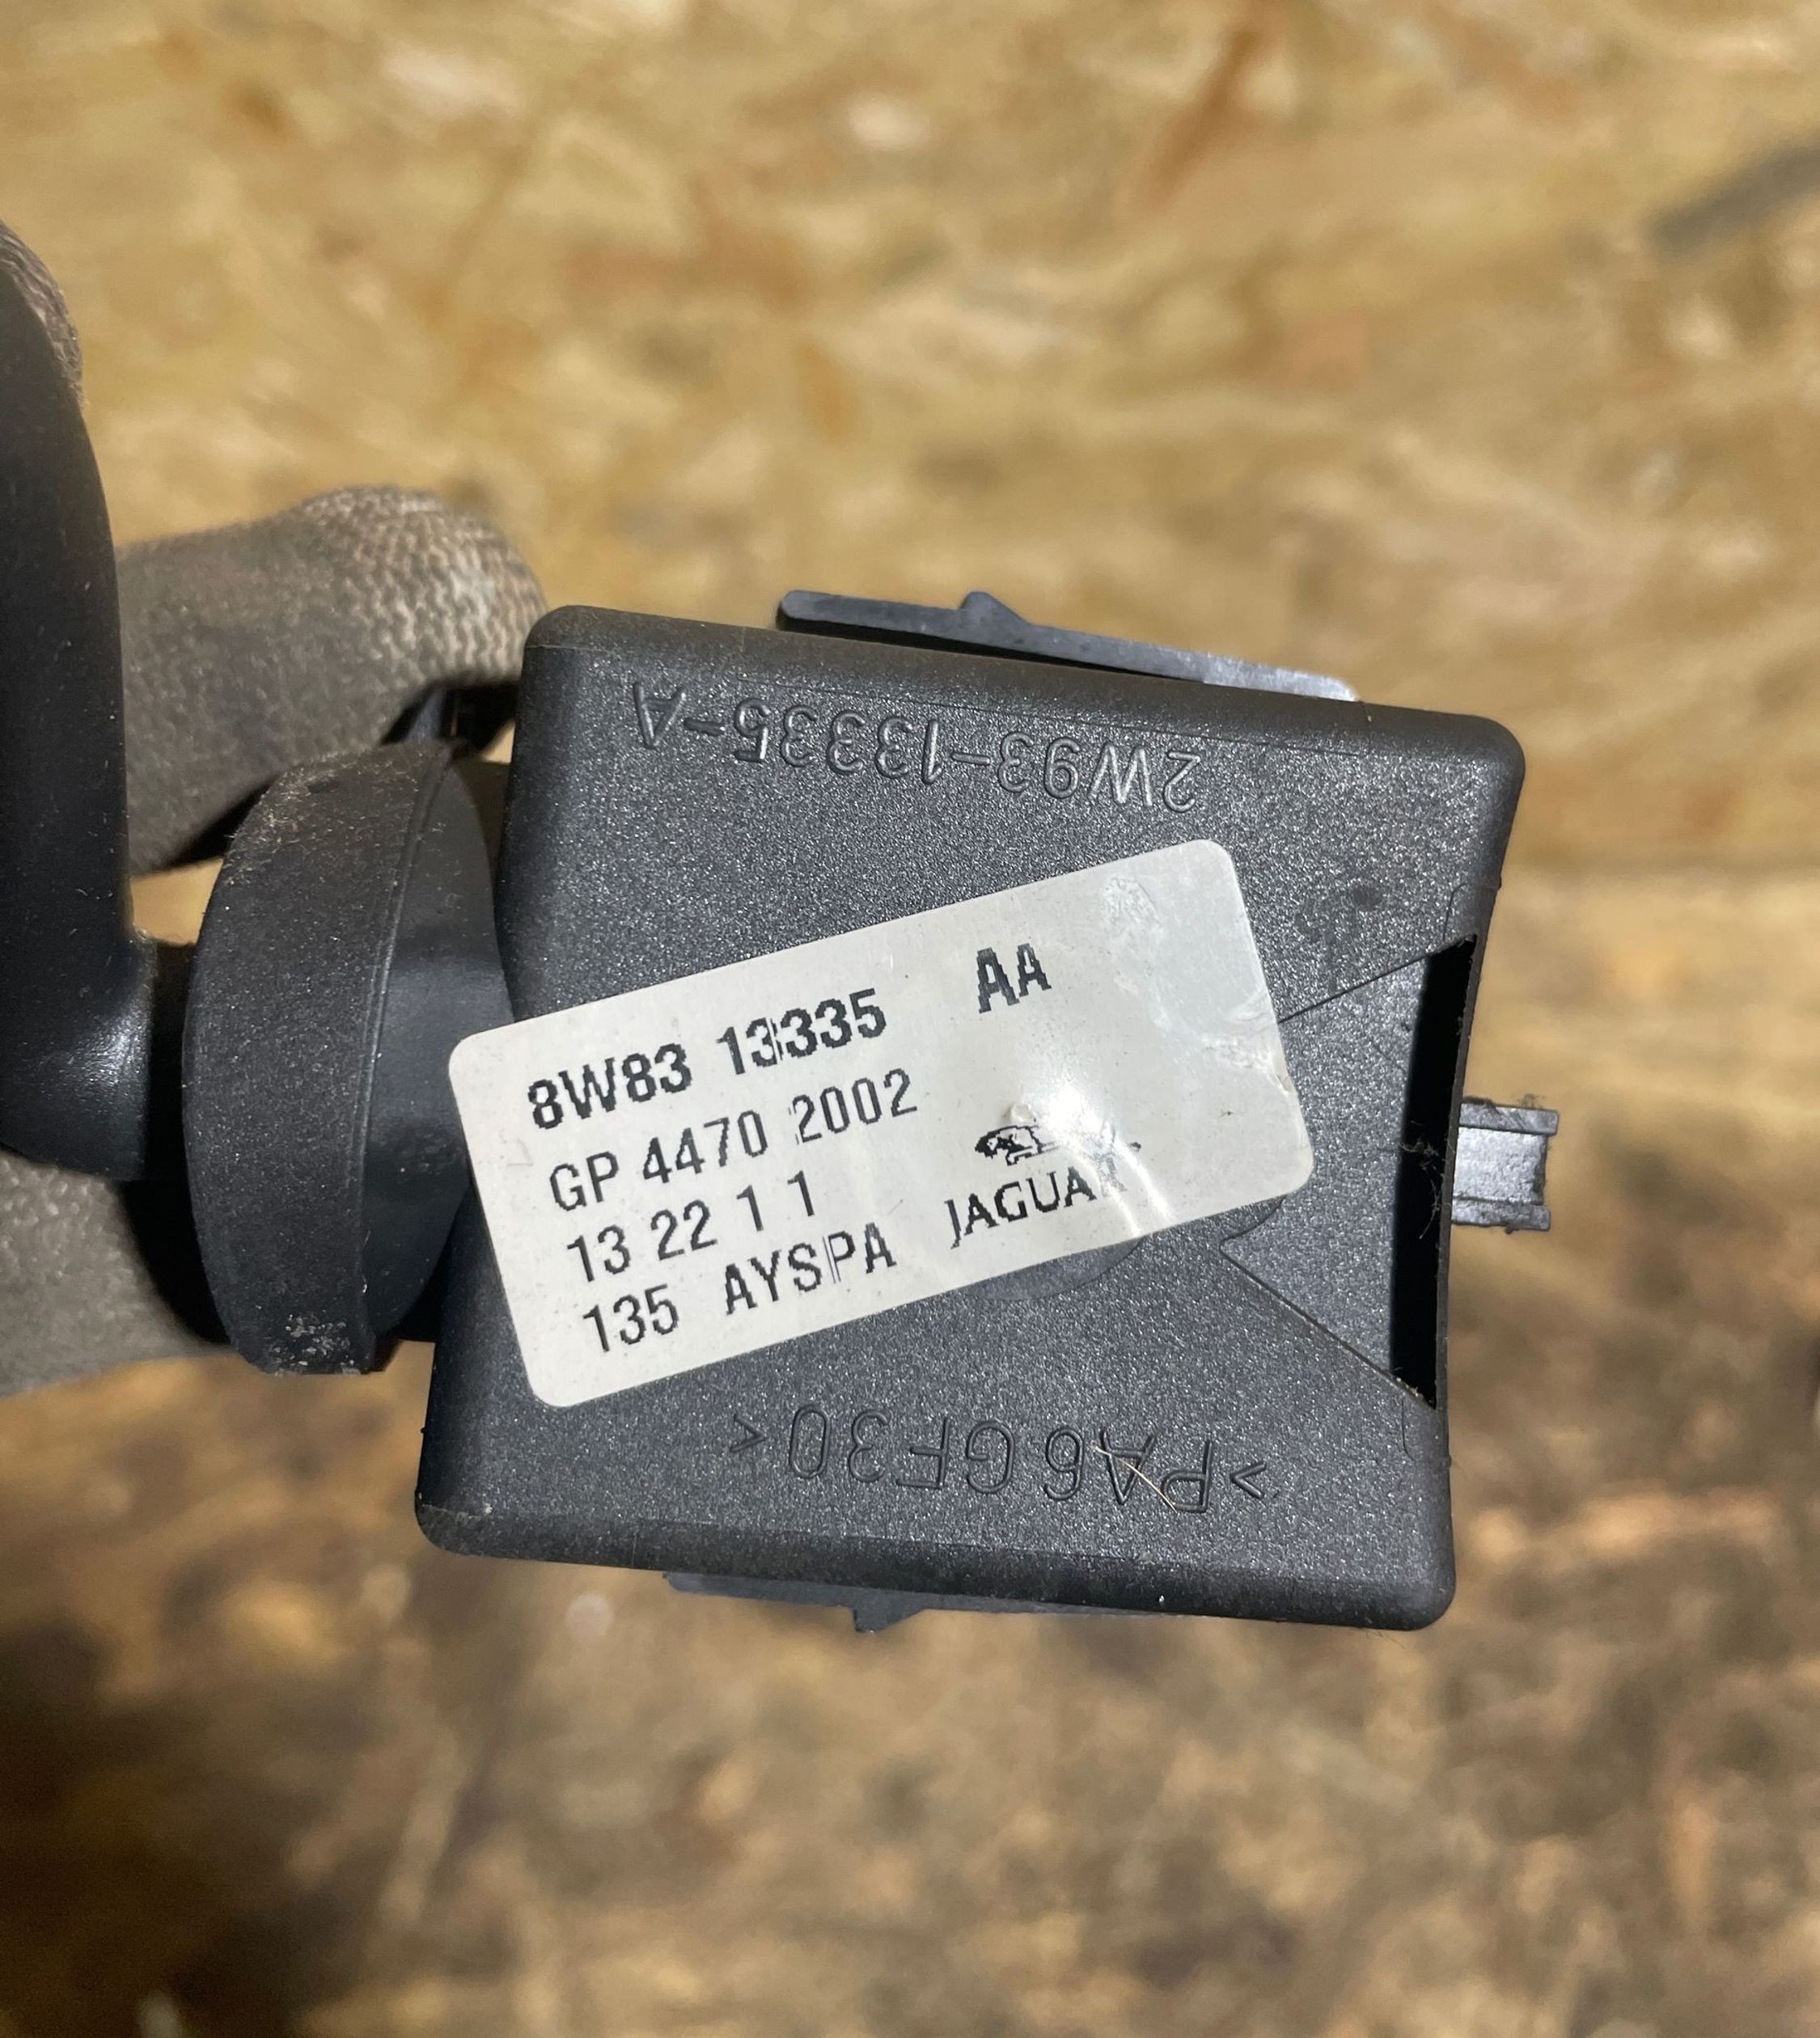 2W93-13335-A
8W83 13335 AA
GP 4470 2002
13 22 1 1
135 AYSPA
JAGUAR
>PA6GF30<